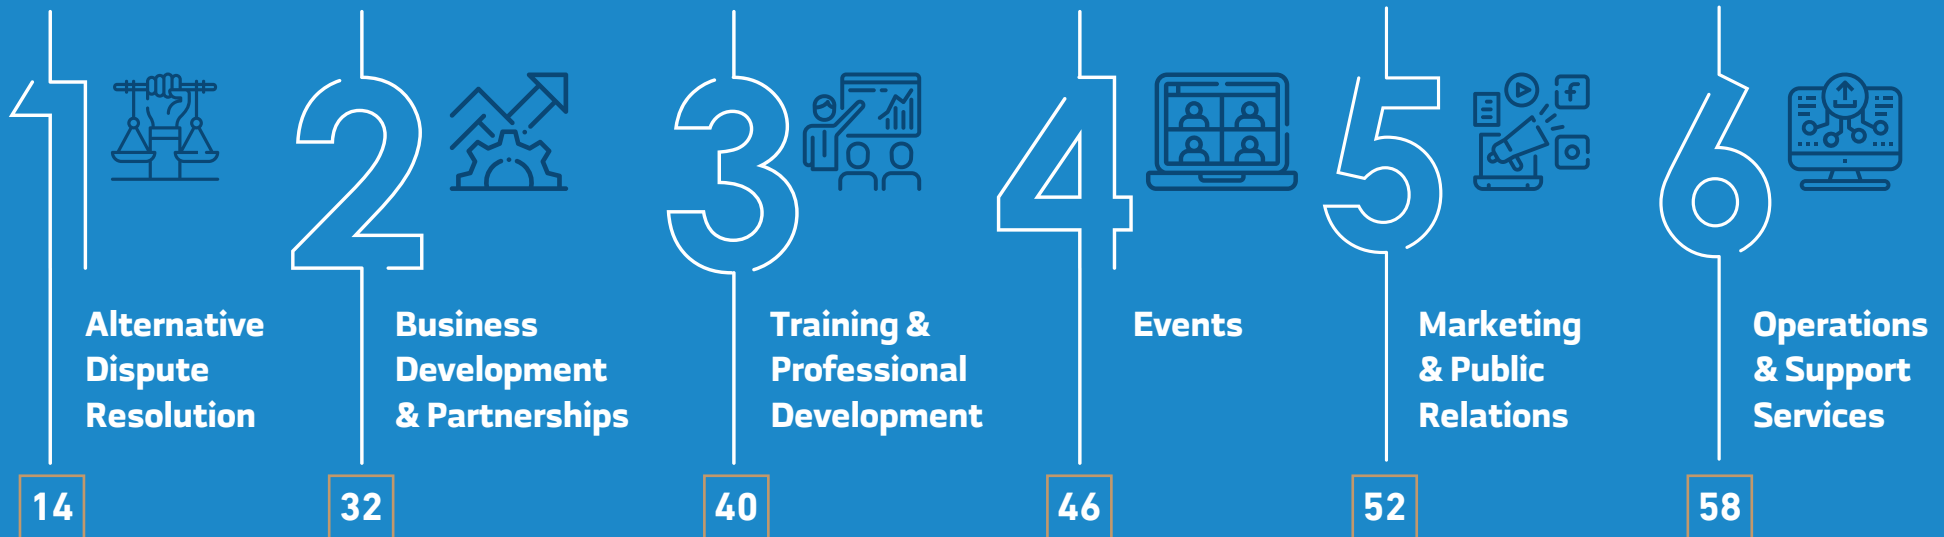 1
Alternative
Dispute
Resolution
14
2
Business
Development
& Partnerships
32
3
Training &
Professional
Development
40
4
Events
46
5
Marketing
& Public
Relations
52
6
Operations
& Support
Services
58